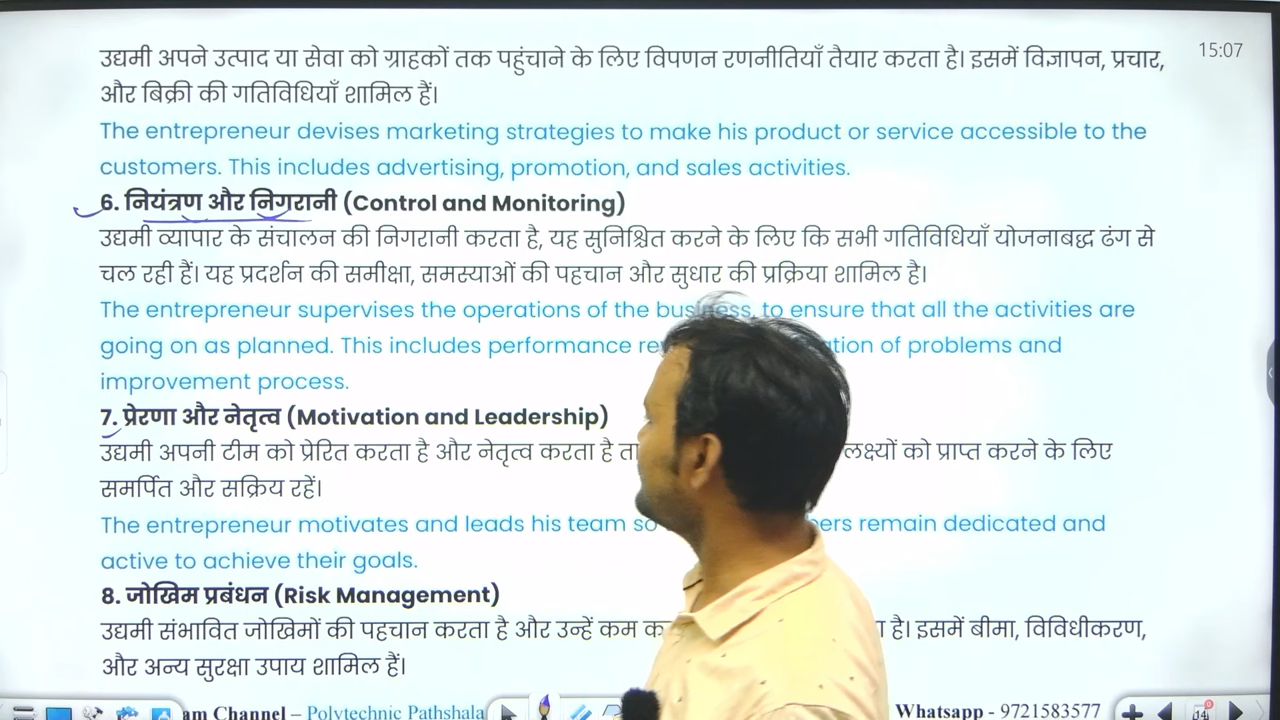 15:07
उद्यमी अपने उत्पाद या सेवा को ग्राहकों तक पहुंचाने के लिए विपणन रणनीतियाँ तैयार करता है। इसमें विज्ञापन, प्रचार,
और बिक्री की गतिविधियाँ शामिल हैं।
The entrepreneur devises marketing strategies to make his product or service accessible to the
customers. This includes advertising, promotion, and sales activities.
6. नियंत्रण और निगरानी (Control and Monitoring)
उद्यमी व्यापार के संचालन की निगरानी करता है, यह सुनिश्चित करने के लिए कि सभी गतिविधियाँ योजनाबद्ध ढंग से
चल रही हैं। यह प्रदर्शन की समीक्षा, समस्याओं की पहचान और सुधार की प्रक्रिया शामिल है।
The entrepreneur supervises the operations of the business, to ensure that all the activities are
going on as planned. This includes performance of problems and
improvement process.
7. प्रेरणा और नेतृत्व (Motivation and Leadership)
उद्यमी अपनी टीम को प्रेरित करता है और नेतृत्व करता है लक्ष्यों को प्राप्त करने के लिए
समर्पित और सक्रिय रहें।
The entrepreneur motivates and leads his team so remain dedicated and
active to achieve their goals.
8. जोखिम प्रबंधन (Risk Management)
उद्यमी संभावित जोखिमों की पहचान करता है और उन्हें कम है। इसमें बीमा, विविधीकरण,
और अन्य सुरक्षा उपाय शामिल हैं।
am Channel – Polytechnic Pathshala Whatsapp - 9721583577
14